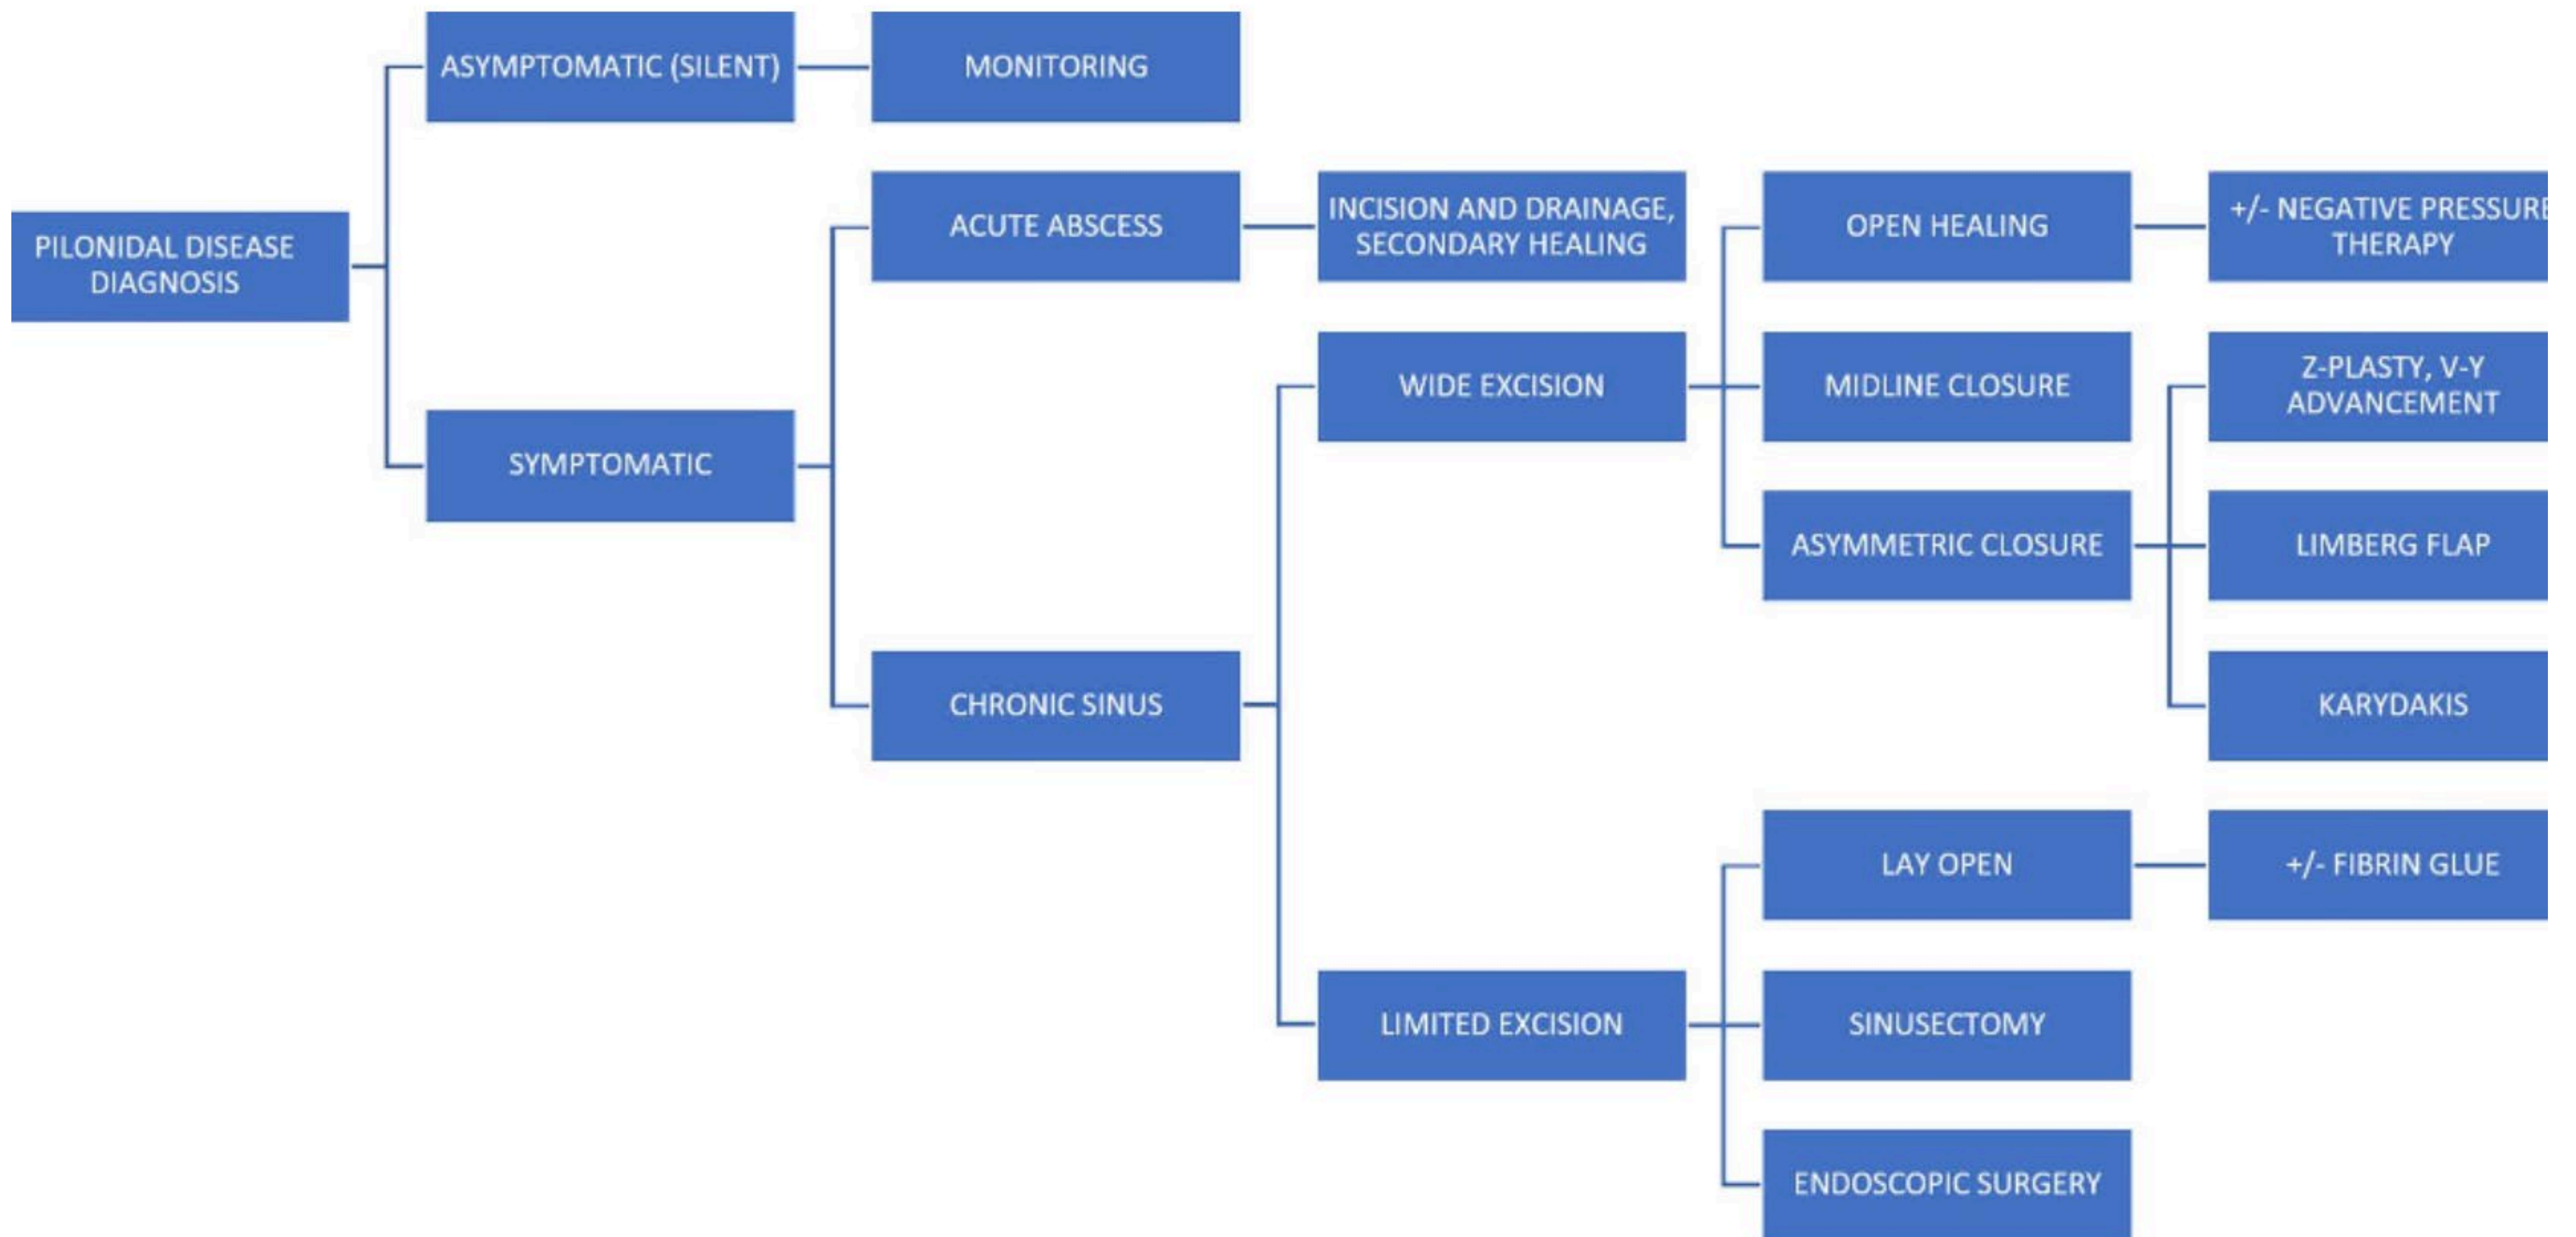 ASYMPTOMATIC (SILENT)
MONITORING
PILONIDAL DISEASE
DIAGNOSIS
SYMPTOMATIC
ACUTE ABSCESS
INCISION AND DRAINAGE,
SECONDARY HEALING
OPEN HEALING
+/- NEGATIVE PRESSURE
THERAPY
WIDE EXCISION
MIDLINE CLOSURE
Z-PLASTY, V-Y
ADVANCEMENT
ASYMMETRIC CLOSURE
LIMBERG FLAP
KARYDAKIS
CHRONIC SINUS
LIMITED EXCISION
LAY OPEN
+/- FIBRIN GLUE
SINUSECTOMY
ENDOSCOPIC SURGERY